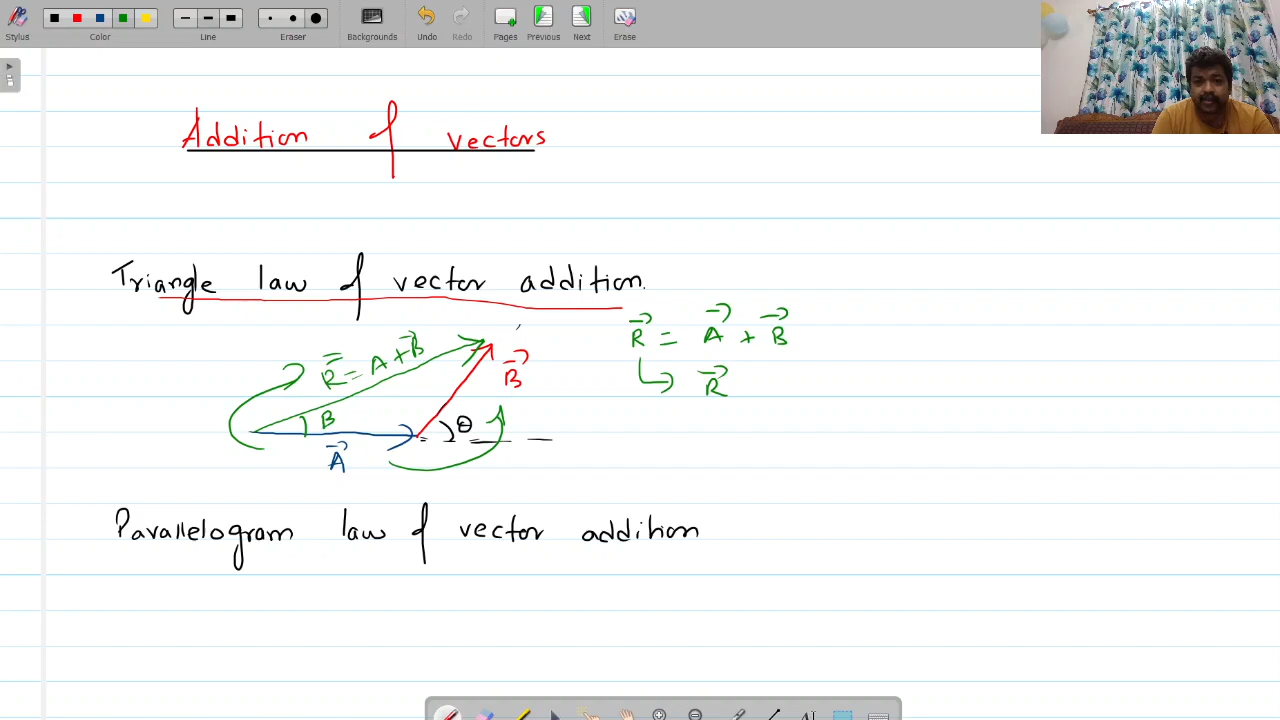 Stylus Color Line Eraser Backgrounds Undo Redo Pages Previous Next Erase
Addition of vectors
Triangle law of vector addition.
R = A + B
R = A + B
B
R
B
θ
A
Parallelogram law of vector addition